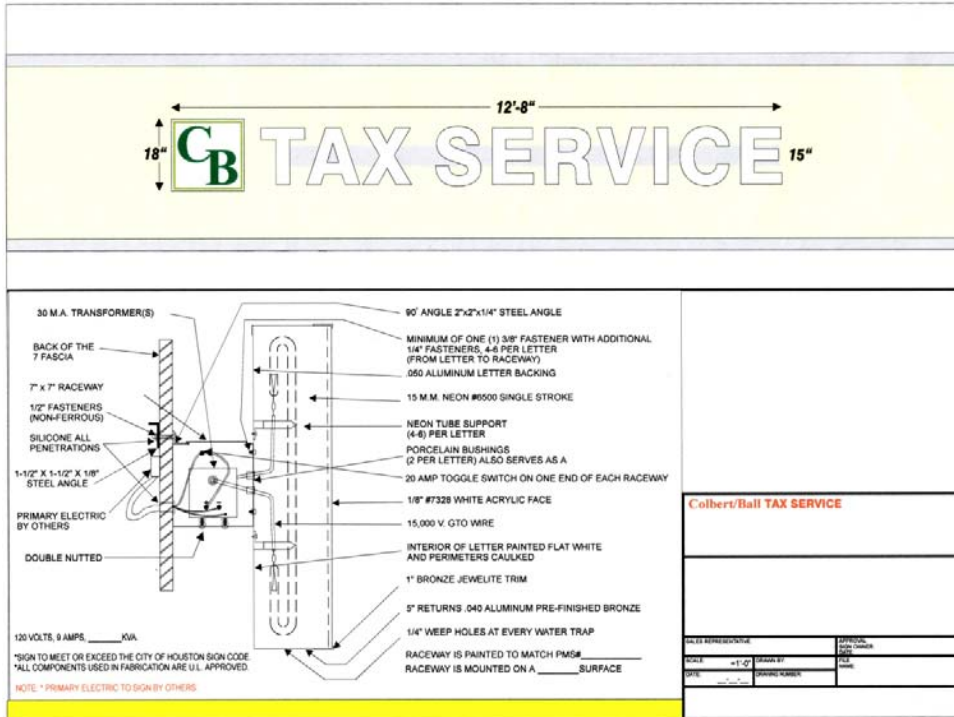 12'-8"
18"
CB
TAX SERVICE
15"
30 M.A. TRANSFORMER(S)
BACK OF THE
7 FASCIA
7" x 7" RACEWAY
1/2" FASTENERS
(NON-FERROUS)
SILICONE ALL
PENETRATIONS
1-1/2" X 1-1/2" X 1/8"
STEEL ANGLE
PRIMARY ELECTRIC
BY OTHERS
DOUBLE NUTTED
90' ANGLE 2"x2"x1/4" STEEL ANGLE
MINIMUM OF ONE (1) 3/8" FASTENER WITH ADDITIONAL
1/4" FASTENERS, 4-6 PER LETTER
(FROM LETTER TO RACEWAY)
.050 ALUMINUM LETTER BACKING
15 M.M. NEON #6500 SINGLE STROKE
NEON TUBE SUPPORT
(4-6) PER LETTER
PORCELAIN BUSHINGS
(2 PER LETTER) ALSO SERVES AS A
20 AMP TOGGLE SWITCH ON ONE END OF EACH RACEWAY
1/8" #7328 WHITE ACRYLIC FACE
15,000 V. GTO WIRE
INTERIOR OF LETTER PAINTED FLAT WHITE
AND PERIMETERS CAULKED
1" BRONZE JEWELITE TRIM
5" RETURNS .040 ALUMINUM PRE-FINISHED BRONZE
1/4" WEEP HOLES AT EVERY WATER TRAP
RACEWAY IS PAINTED TO MATCH PMS#________
RACEWAY IS MOUNTED ON A ________SURFACE
120 VOLTS, 9 AMPS, ________KVA.
*SIGN TO MEET OR EXCEED THE CITY OF HOUSTON SIGN CODE.
*ALL COMPONENTS USED IN FABRICATION ARE U.L. APPROVED.
NOTE: * PRIMARY ELECTRIC TO SIGN BY OTHERS
Colbert/Ball TAX SERVICE
SALES REPRESENTATIVE:
APPROVAL
SIGN OWNER:
DATE:
SCALE: =1'-0"
DRAWN BY:
FILE
NAME:
DATE: __-__-__
DRAWING NUMBER: